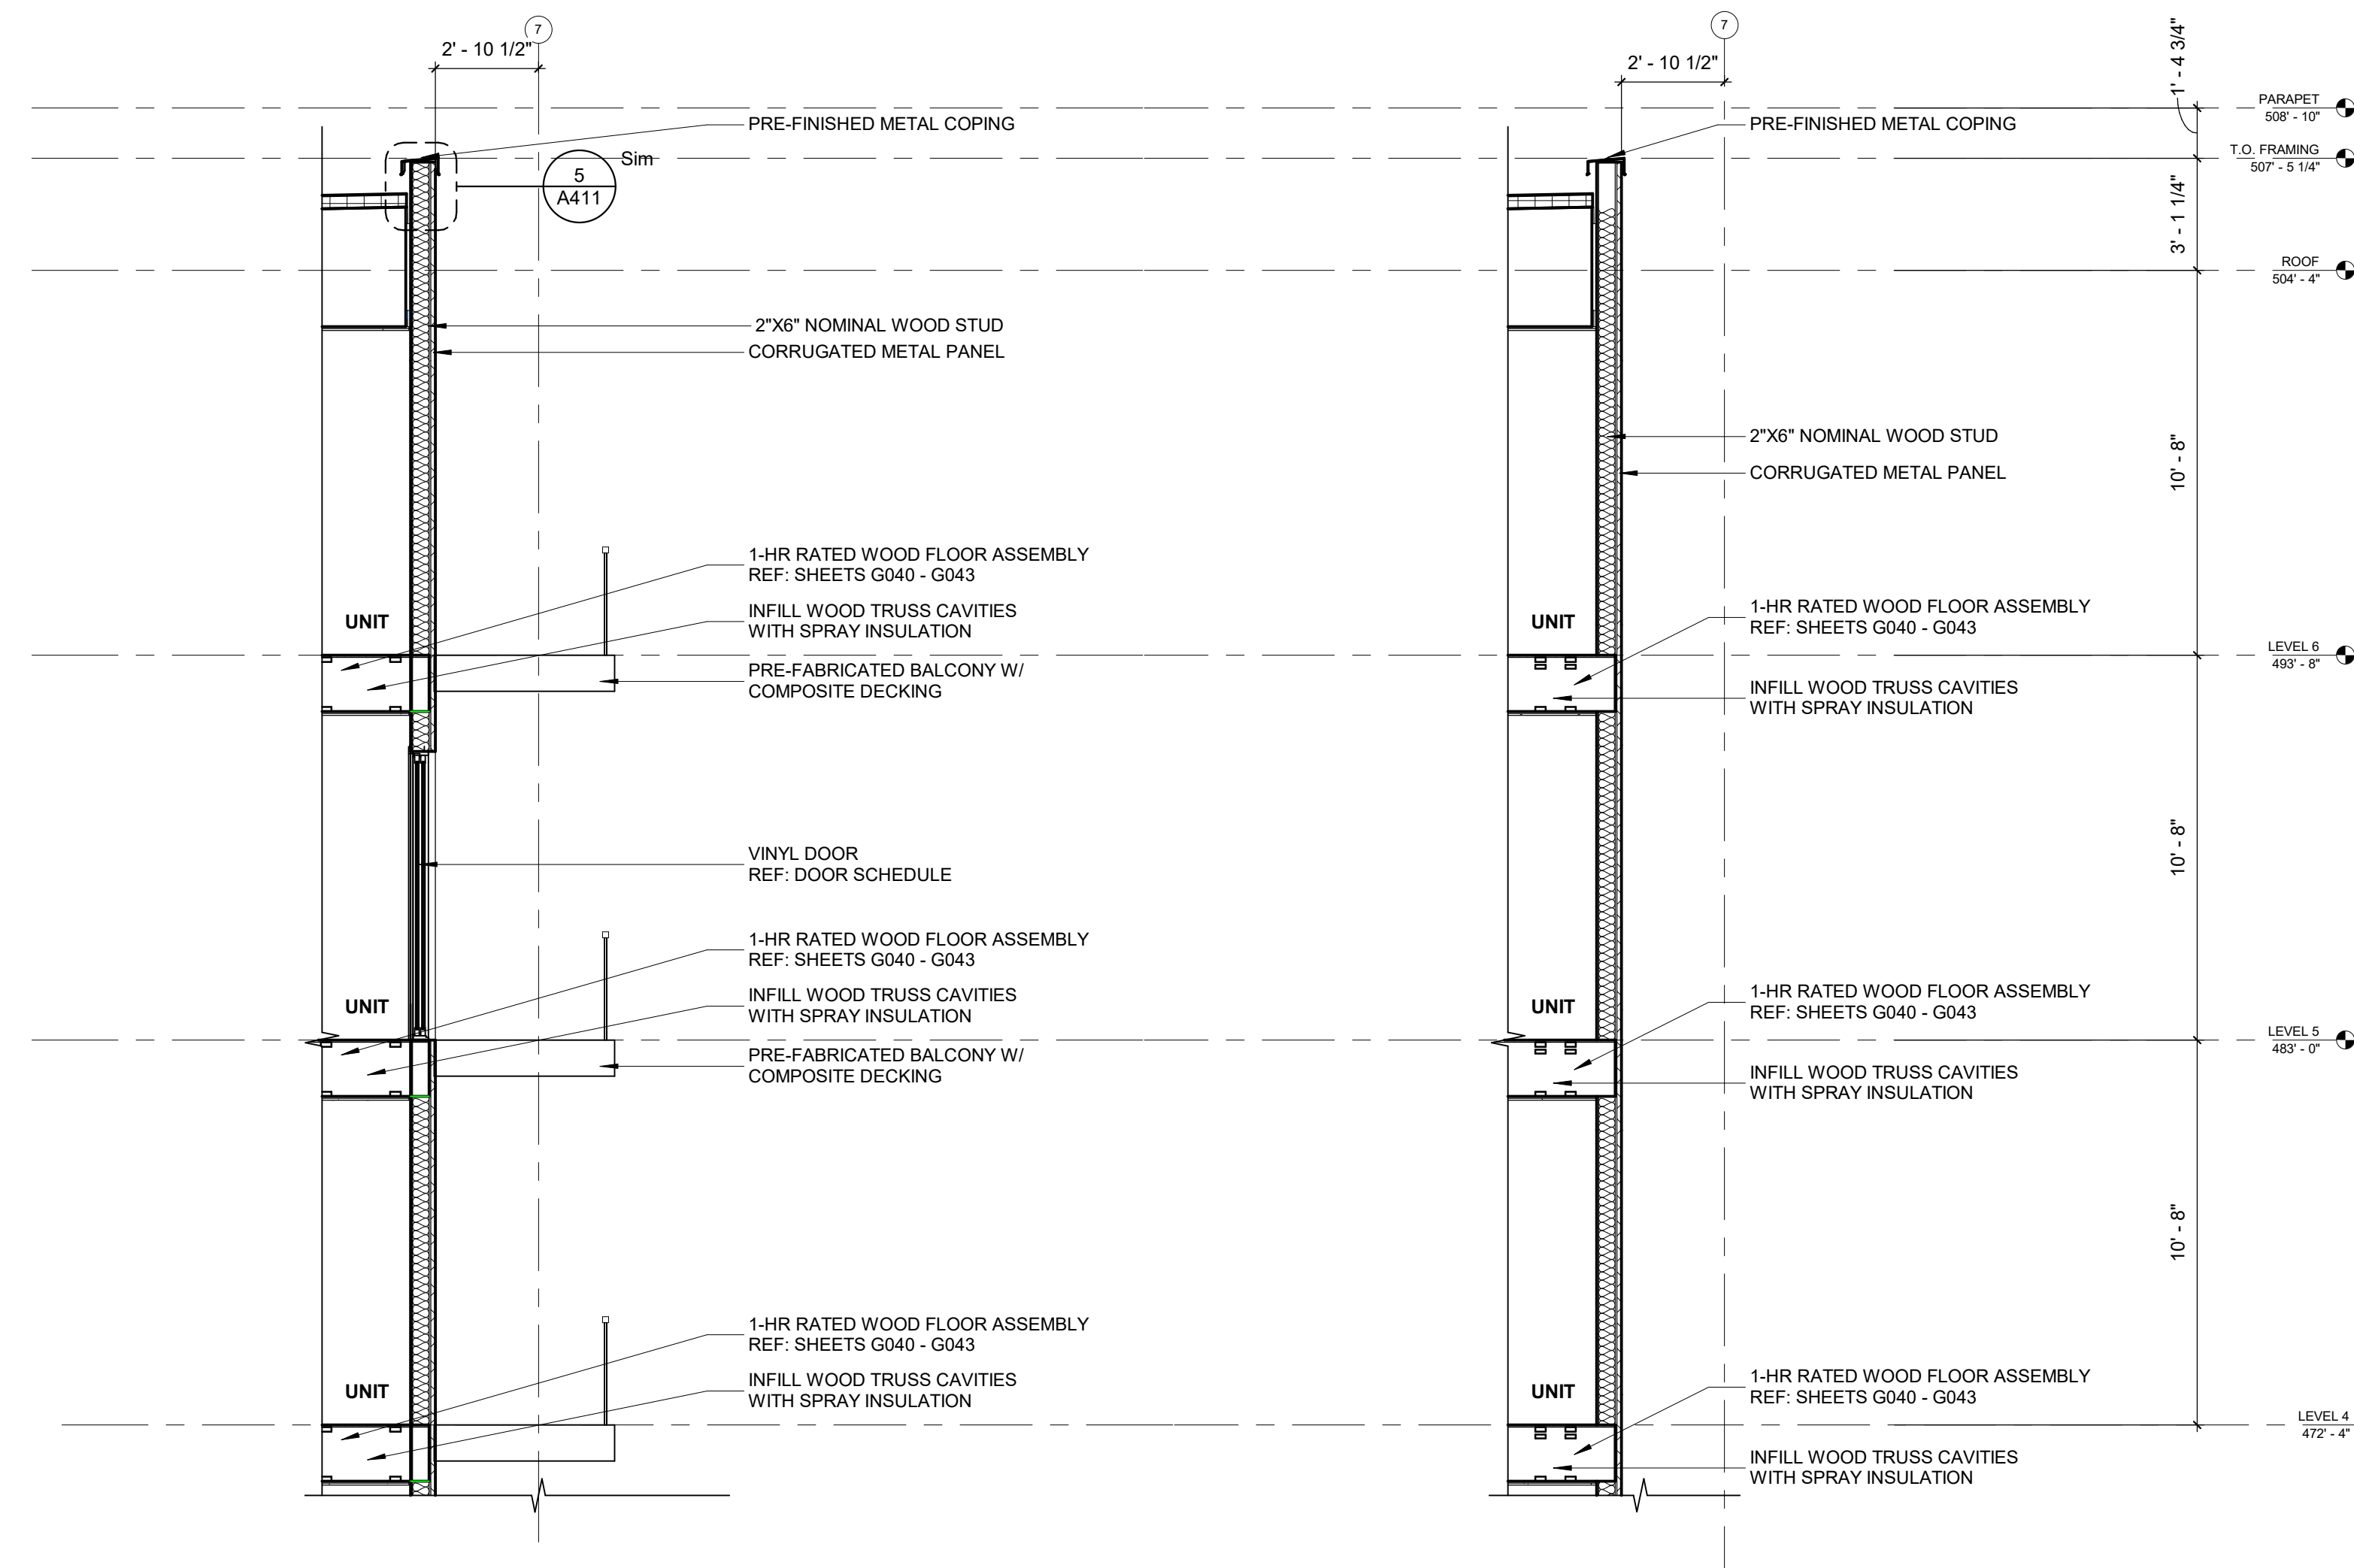 7
2' - 10 1/2"
PRE-FINISHED METAL COPING
Sim
5
A411
2"X6" NOMINAL WOOD STUD
CORRUGATED METAL PANEL
1-HR RATED WOOD FLOOR ASSEMBLY
REF: SHEETS G040 - G043
INFILL WOOD TRUSS CAVITIES
WITH SPRAY INSULATION
UNIT
PRE-FABRICATED BALCONY W/
COMPOSITE DECKING
VINYL DOOR
REF: DOOR SCHEDULE
1-HR RATED WOOD FLOOR ASSEMBLY
REF: SHEETS G040 - G043
INFILL WOOD TRUSS CAVITIES
WITH SPRAY INSULATION
UNIT
PRE-FABRICATED BALCONY W/
COMPOSITE DECKING
1-HR RATED WOOD FLOOR ASSEMBLY
REF: SHEETS G040 - G043
INFILL WOOD TRUSS CAVITIES
WITH SPRAY INSULATION
UNIT
7
2' - 10 1/2"
PRE-FINISHED METAL COPING
2"X6" NOMINAL WOOD STUD
CORRUGATED METAL PANEL
1-HR RATED WOOD FLOOR ASSEMBLY
REF: SHEETS G040 - G043
UNIT
INFILL WOOD TRUSS CAVITIES
WITH SPRAY INSULATION
1-HR RATED WOOD FLOOR ASSEMBLY
REF: SHEETS G040 - G043
UNIT
INFILL WOOD TRUSS CAVITIES
WITH SPRAY INSULATION
1-HR RATED WOOD FLOOR ASSEMBLY
REF: SHEETS G040 - G043
UNIT
INFILL WOOD TRUSS CAVITIES
WITH SPRAY INSULATION
1' - 4 3/4"
3' - 1 1/4"
10' - 8"
10' - 8"
10' - 8"
PARAPET
508' - 10"
T.O. FRAMING
507' - 5 1/4"
ROOF
504' - 4"
LEVEL 6
493' - 8"
LEVEL 5
483' - 0"
LEVEL 4
472' - 4"